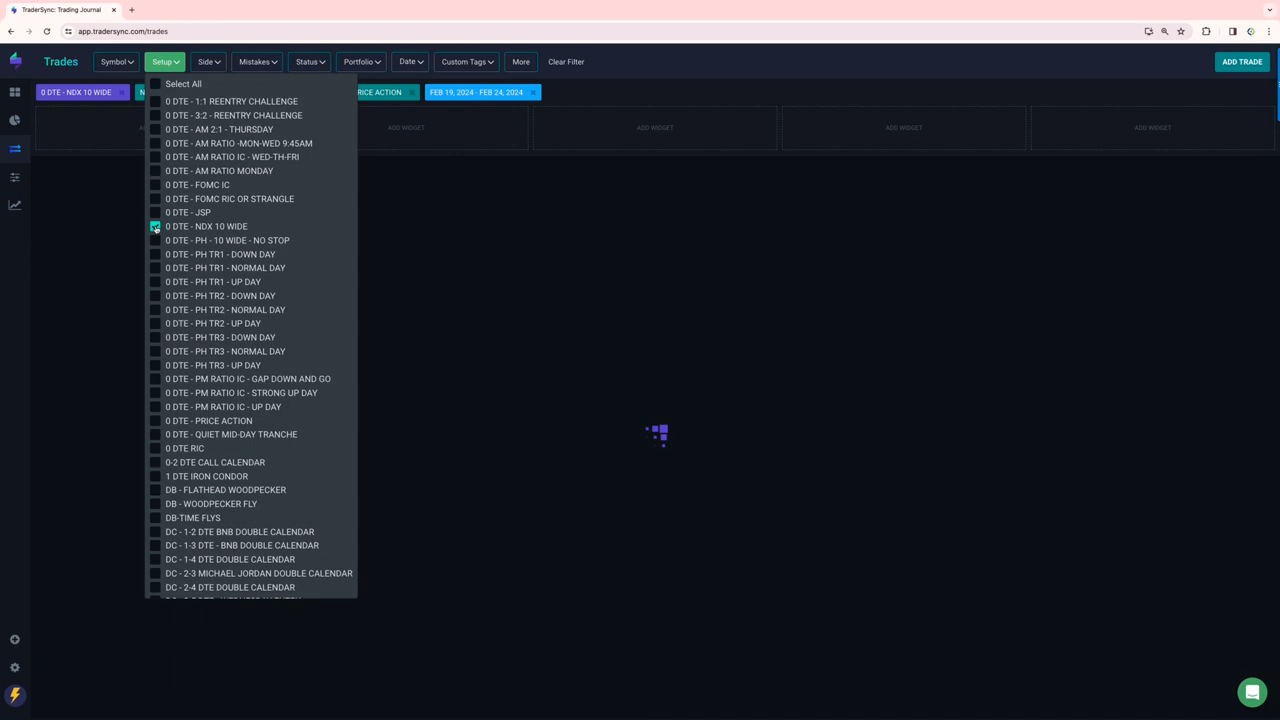 TraderSync: Trading Journal
app.tradersync.com/trades
Trades
Symbol
Setup
Side
Mistakes
Status
Portfolio
Date
Custom Tags
More
Clear Filter
ADD TRADE
0 DTE - NDX 10 WIDE
PRICE ACTION
FEB 19, 2024 - FEB 24, 2024
ADD WIDGET
ADD WIDGET
ADD WIDGET
ADD WIDGET
Select All
0 DTE - 1:1 REENTRY CHALLENGE
0 DTE - 3:2 - REENTRY CHALLENGE
0 DTE - AM 2:1 - THURSDAY
0 DTE - AM RATIO -MON-WED 9:45AM
0 DTE - AM RATIO IC - WED-TH-FRI
0 DTE - AM RATIO MONDAY
0 DTE - FOMC IC
0 DTE - FOMC RIC OR STRANGLE
0 DTE - JSP
0 DTE - NDX 10 WIDE
0 DTE - PH - 10 WIDE - NO STOP
0 DTE - PH TR1 - DOWN DAY
0 DTE - PH TR1 - NORMAL DAY
0 DTE - PH TR1 - UP DAY
0 DTE - PH TR2 - DOWN DAY
0 DTE - PH TR2 - NORMAL DAY
0 DTE - PH TR2 - UP DAY
0 DTE - PH TR3 - DOWN DAY
0 DTE - PH TR3 - NORMAL DAY
0 DTE - PH TR3 - UP DAY
0 DTE - PM RATIO IC - GAP DOWN AND GO
0 DTE - PM RATIO IC - STRONG UP DAY
0 DTE - PM RATIO IC - UP DAY
0 DTE - PRICE ACTION
0 DTE - QUIET MID-DAY TRANCHE
0 DTE RIC
0-2 DTE CALL CALENDAR
1 DTE IRON CONDOR
DB - FLATHEAD WOODPECKER
DB - WOODPECKER FLY
DB-TIME FLYS
DC - 1-2 DTE BNB DOUBLE CALENDAR
DC - 1-3 DTE - BNB DOUBLE CALENDAR
DC - 1-4 DTE DOUBLE CALENDAR
DC - 2-3 MICHAEL JORDAN DOUBLE CALENDAR
DC - 2-4 DTE DOUBLE CALENDAR